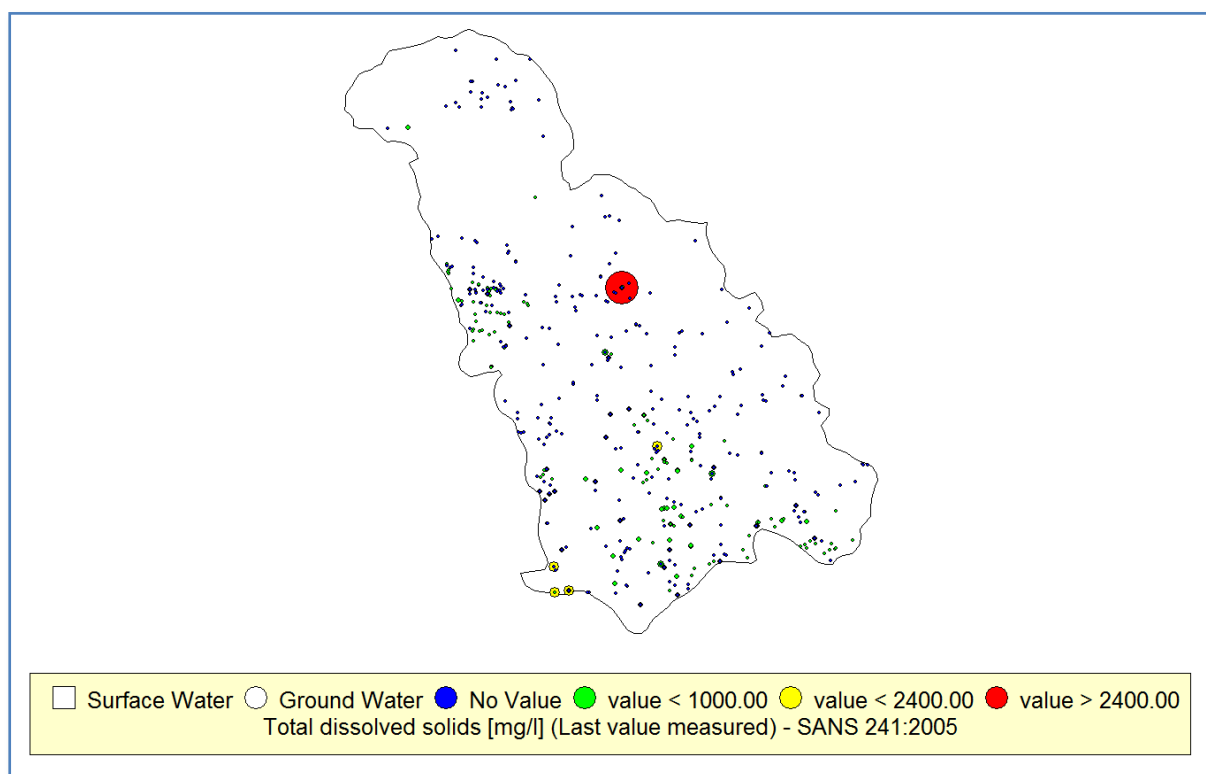 Surface Water Ground Water No Value value < 1000.00 value < 2400.00 value > 2400.00
Total dissolved solids [mg/l] (Last value measured) - SANS 241:2005